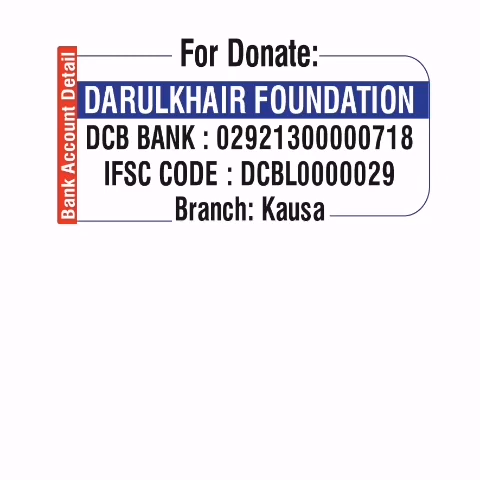 For Donate:
Bank Account Detail
DARULKHAIR FOUNDATION
DCB BANK : 02921300000718
IFSC CODE : DCBL0000029
Branch: Kausa